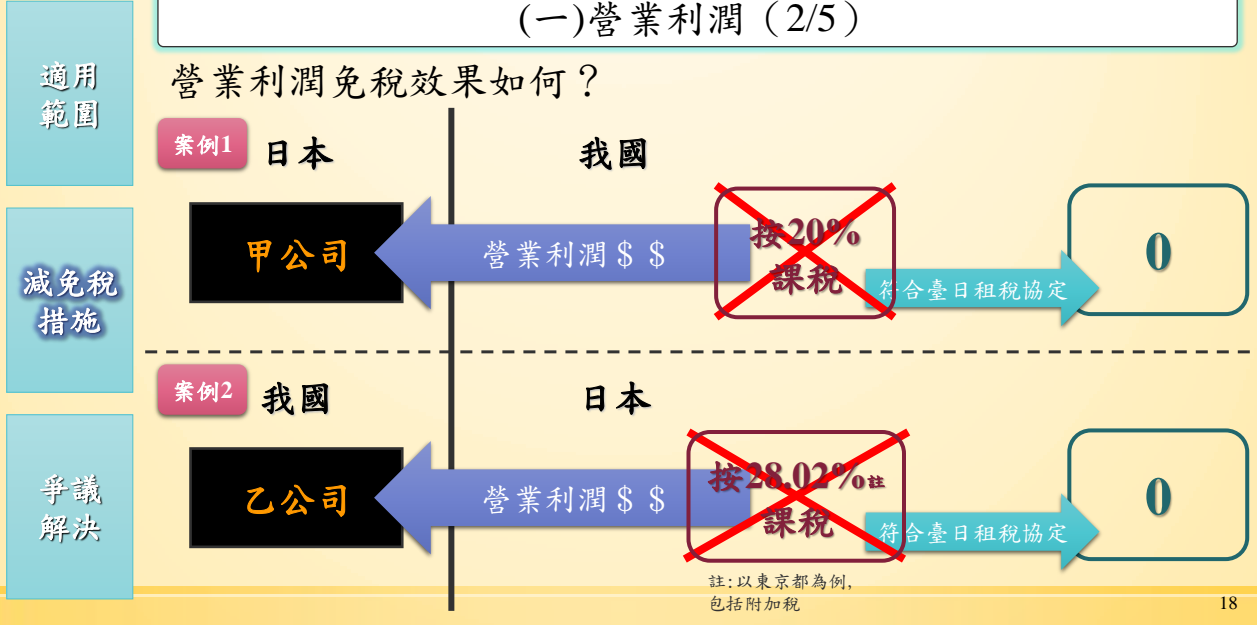 (一)營業利潤（2/5）
適用
範圍
減免稅
措施
爭議
解決
營業利潤免稅效果如何？
案例1
日本
我國
甲公司
營業利潤＄＄
按20%
課稅
符合臺日租稅協定
0
案例2
我國
日本
乙公司
營業利潤＄＄
按28.02%註
課稅
符合臺日租稅協定
0
註:以東京都為例,
包括附加稅
18